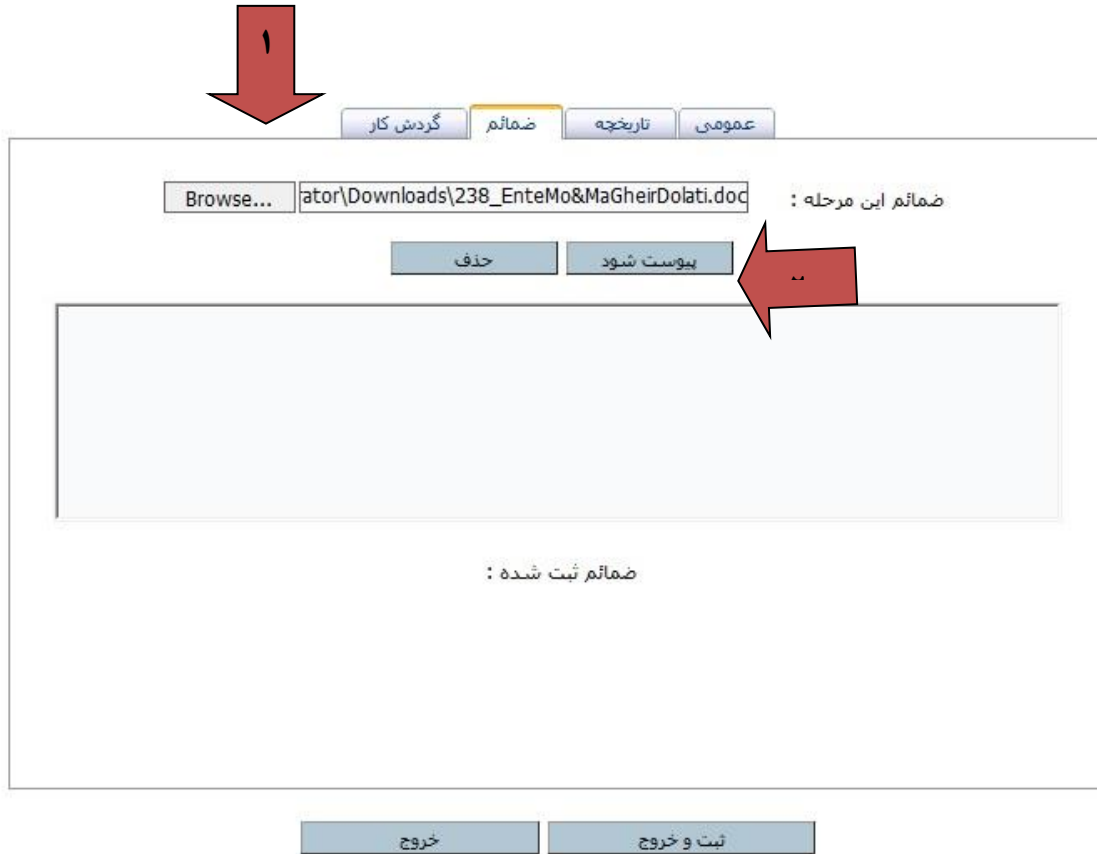 ۱
عمومی تاریخچه ضمائم گردش کار
ضمائم این مرحله : ator\Downloads\238_EnteMo&MaGheirDolati.doc Browse...
پیوست شود حذف
ضمائم ثبت شده :
ثبت و خروج خروج